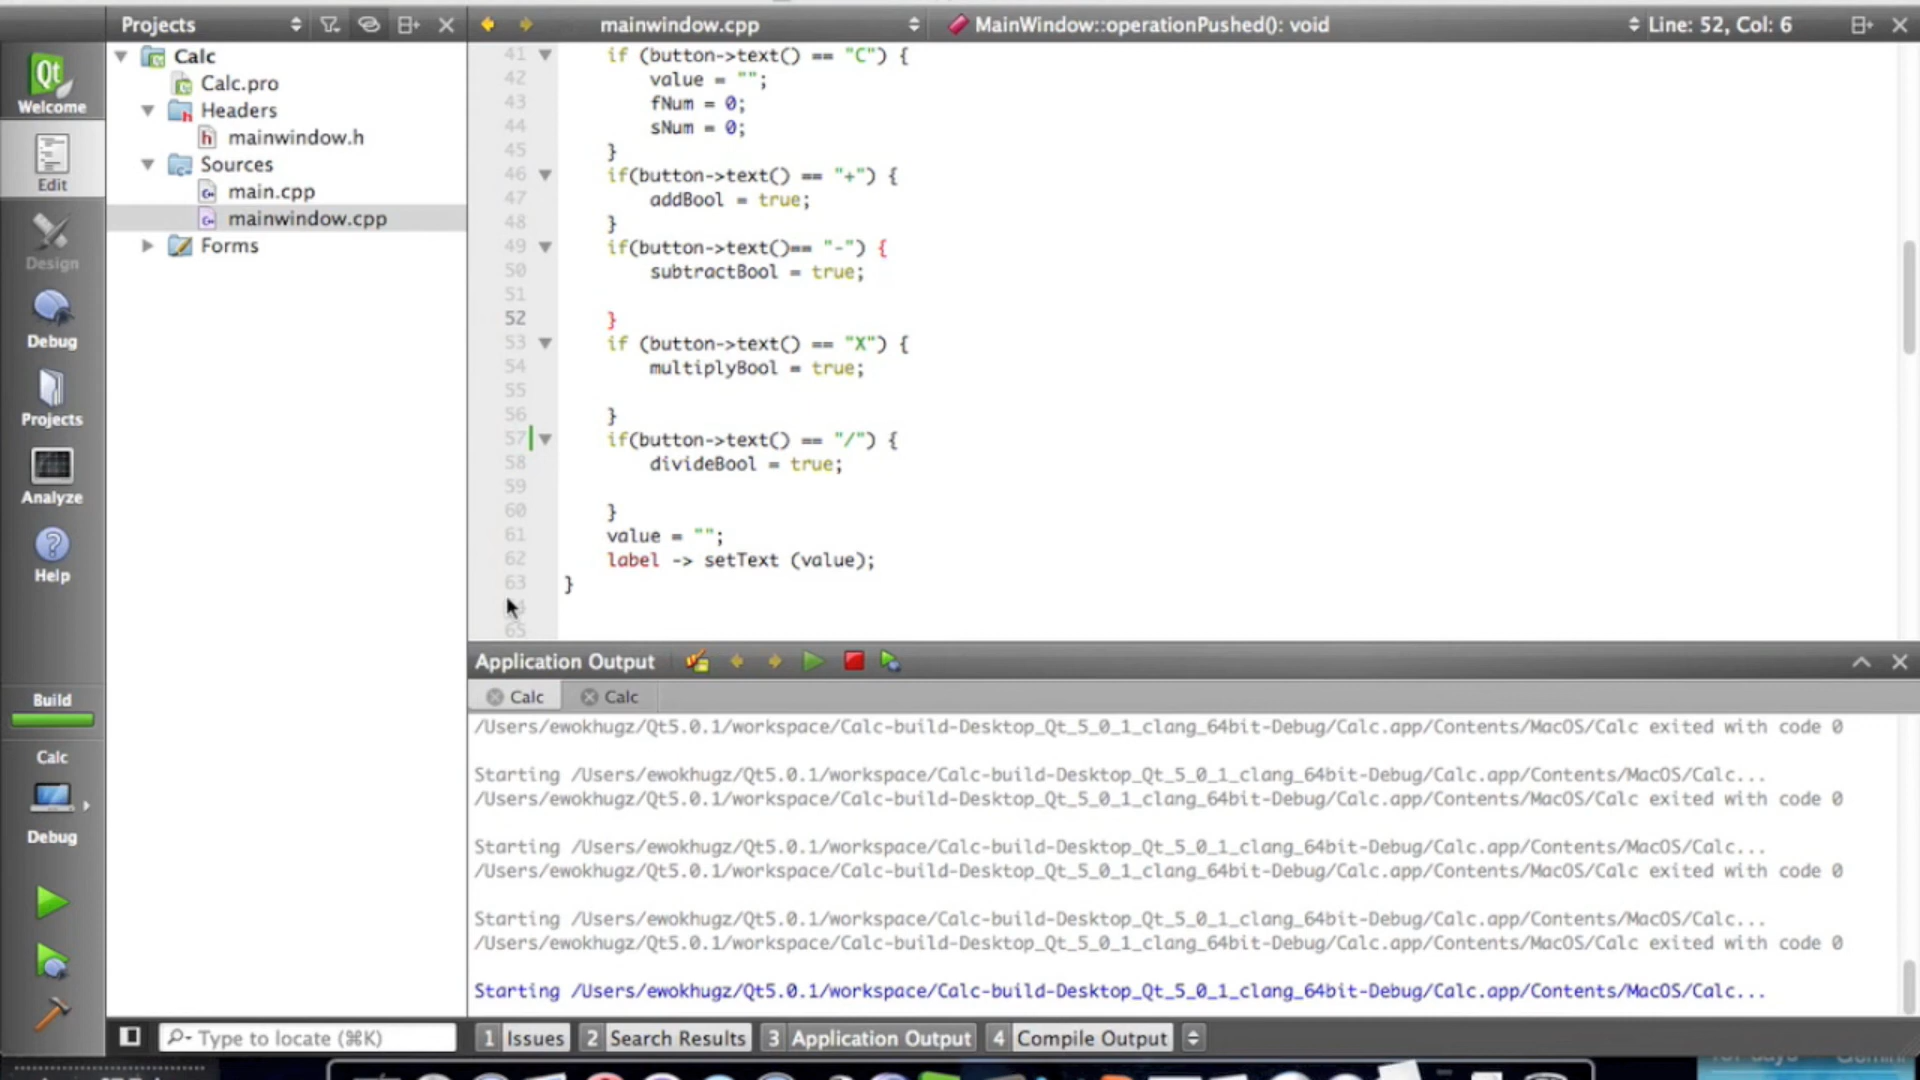 Projects
mainwindow.cpp
MainWindow::operationPushed(): void
Line: 52, Col: 6
Welcome
Edit
Design
Debug
Projects
Analyze
Help
Build
Calc
Debug
Calc
Calc.pro
Headers
mainwindow.h
Sources
main.cpp
mainwindow.cpp
Forms
41 if (button->text() == "C") {
42 value = "";
43 fNum = 0;
44 sNum = 0;
45 }
46 if(button->text() == "+") {
47 addBool = true;
48 }
49 if(button->text()== "-") {
50 subtractBool = true;
51
52 }
53 if (button->text() == "X") {
54 multiplyBool = true;
55
56 }
57 if(button->text() == "/") {
58 divideBool = true;
59
60 }
61 value = "";
62 label -> setText (value);
63 }
65
Application Output
Calc
Calc
/Users/ewokhugz/Qt5.0.1/workspace/Calc-build-Desktop_Qt_5_0_1_clang_64bit-Debug/Calc.app/Contents/MacOS/Calc exited with code 0
Starting /Users/ewokhugz/Qt5.0.1/workspace/Calc-build-Desktop_Qt_5_0_1_clang_64bit-Debug/Calc.app/Contents/MacOS/Calc...
/Users/ewokhugz/Qt5.0.1/workspace/Calc-build-Desktop_Qt_5_0_1_clang_64bit-Debug/Calc.app/Contents/MacOS/Calc exited with code 0
Starting /Users/ewokhugz/Qt5.0.1/workspace/Calc-build-Desktop_Qt_5_0_1_clang_64bit-Debug/Calc.app/Contents/MacOS/Calc...
/Users/ewokhugz/Qt5.0.1/workspace/Calc-build-Desktop_Qt_5_0_1_clang_64bit-Debug/Calc.app/Contents/MacOS/Calc exited with code 0
Starting /Users/ewokhugz/Qt5.0.1/workspace/Calc-build-Desktop_Qt_5_0_1_clang_64bit-Debug/Calc.app/Contents/MacOS/Calc...
/Users/ewokhugz/Qt5.0.1/workspace/Calc-build-Desktop_Qt_5_0_1_clang_64bit-Debug/Calc.app/Contents/MacOS/Calc exited with code 0
Starting /Users/ewokhugz/Qt5.0.1/workspace/Calc-build-Desktop_Qt_5_0_1_clang_64bit-Debug/Calc.app/Contents/MacOS/Calc...
Type to locate (⌘K)
1 Issues
2 Search Results
3 Application Output
4 Compile Output